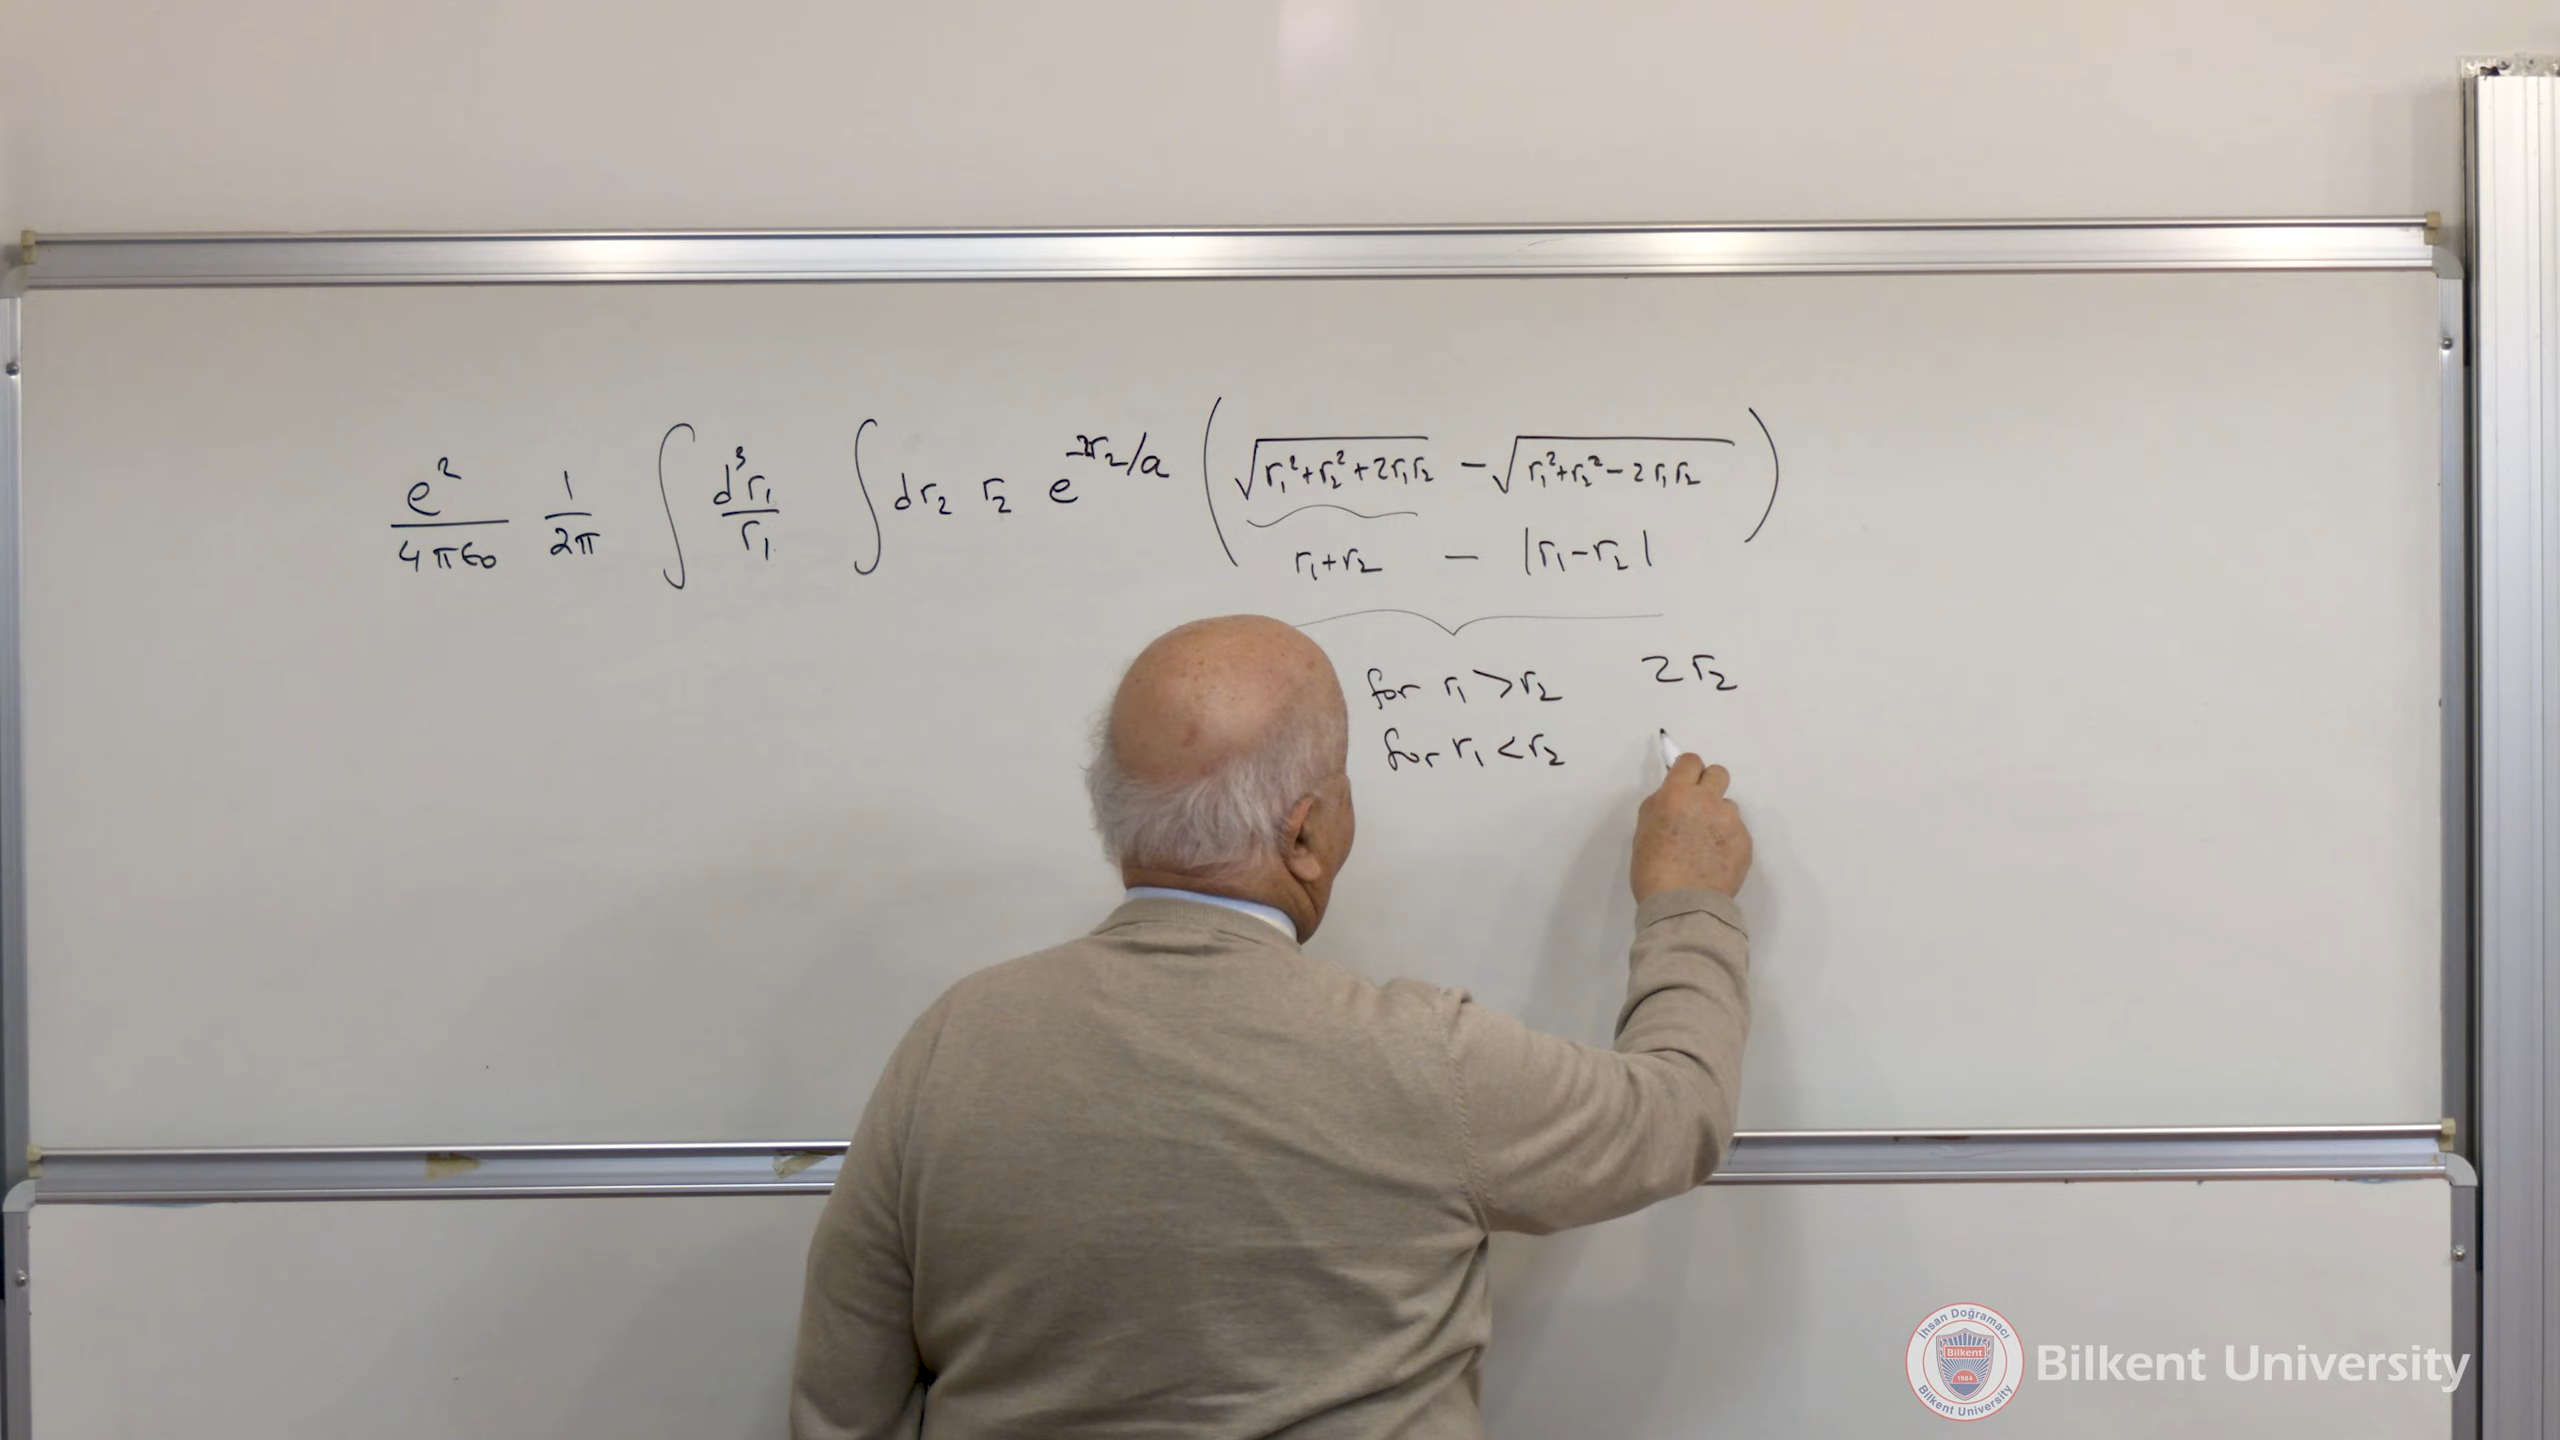 e² / 4πϵ₀ 1 / 2π ∫ d³r₁ / r₁ ∫ dr₂ r₂ e^(-2r₂/a) ( √(r₁²+r₂²+2r₁r₂) − √(r₁²+r₂²−2r₁r₂) )
r₁+r₂ − |r₁−r₂|
for r₁ > r₂ 2r₂
for r₁ < r₂
İhsan Doğramacı
Bilkent
1984
Bilkent University
Bilkent University